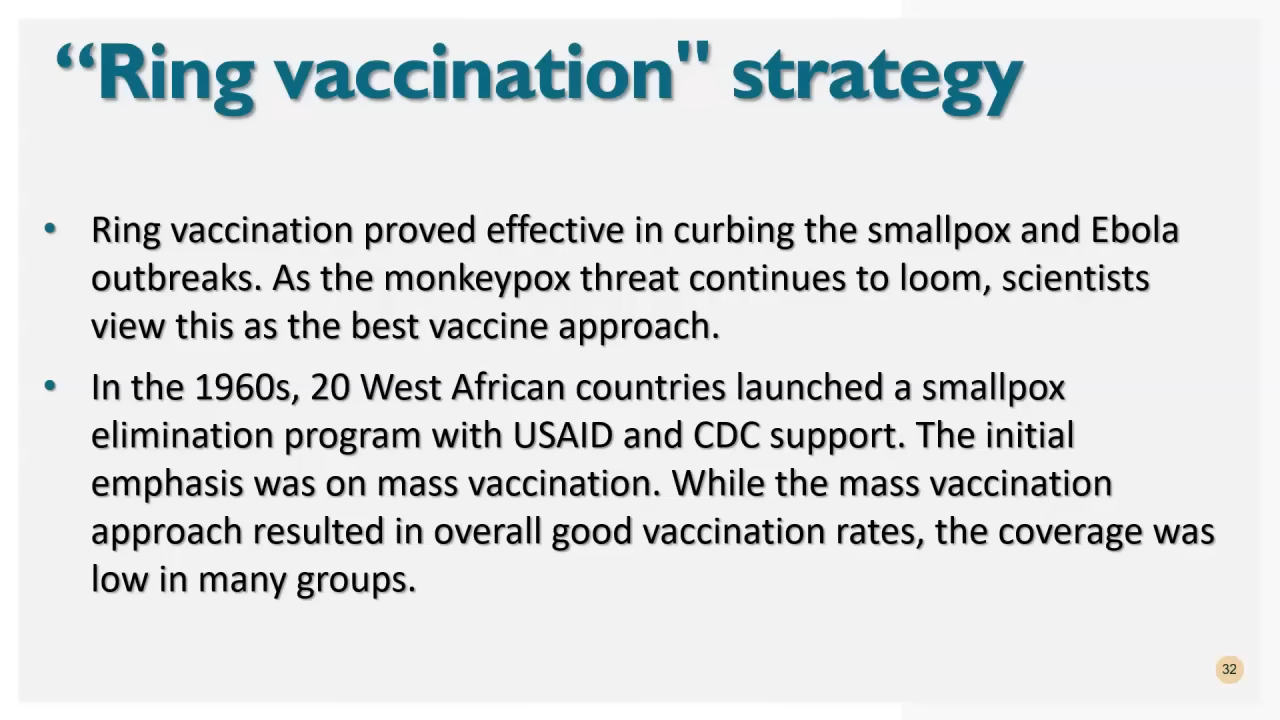 “Ring vaccination" strategy
• Ring vaccination proved effective in curbing the smallpox and Ebola
outbreaks. As the monkeypox threat continues to loom, scientists
view this as the best vaccine approach.
• In the 1960s, 20 West African countries launched a smallpox
elimination program with USAID and CDC support. The initial
emphasis was on mass vaccination. While the mass vaccination
approach resulted in overall good vaccination rates, the coverage was
low in many groups.
32